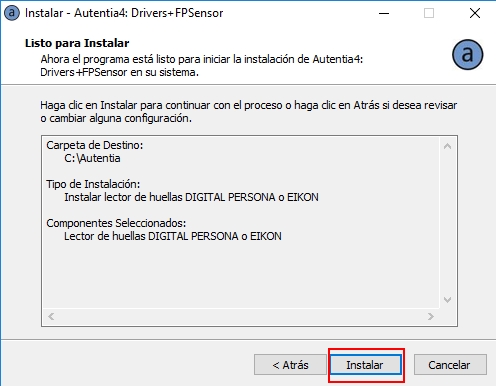 a Instalar - Autentia4: Drivers+FPSensor
Listo para Instalar
Ahora el programa está listo para iniciar la instalación de Autentia4:
Drivers+FPSensor en su sistema.
a
Haga clic en Instalar para continuar con el proceso o haga clic en Atrás si desea revisar
o cambiar alguna configuración.
Carpeta de Destino:
C:\Autentia
Tipo de Instalación:
Instalar lector de huellas DIGITAL PERSONA o EIKON
Componentes Seleccionados:
Lector de huellas DIGITAL PERSONA o EIKON
< Atrás Instalar Cancelar